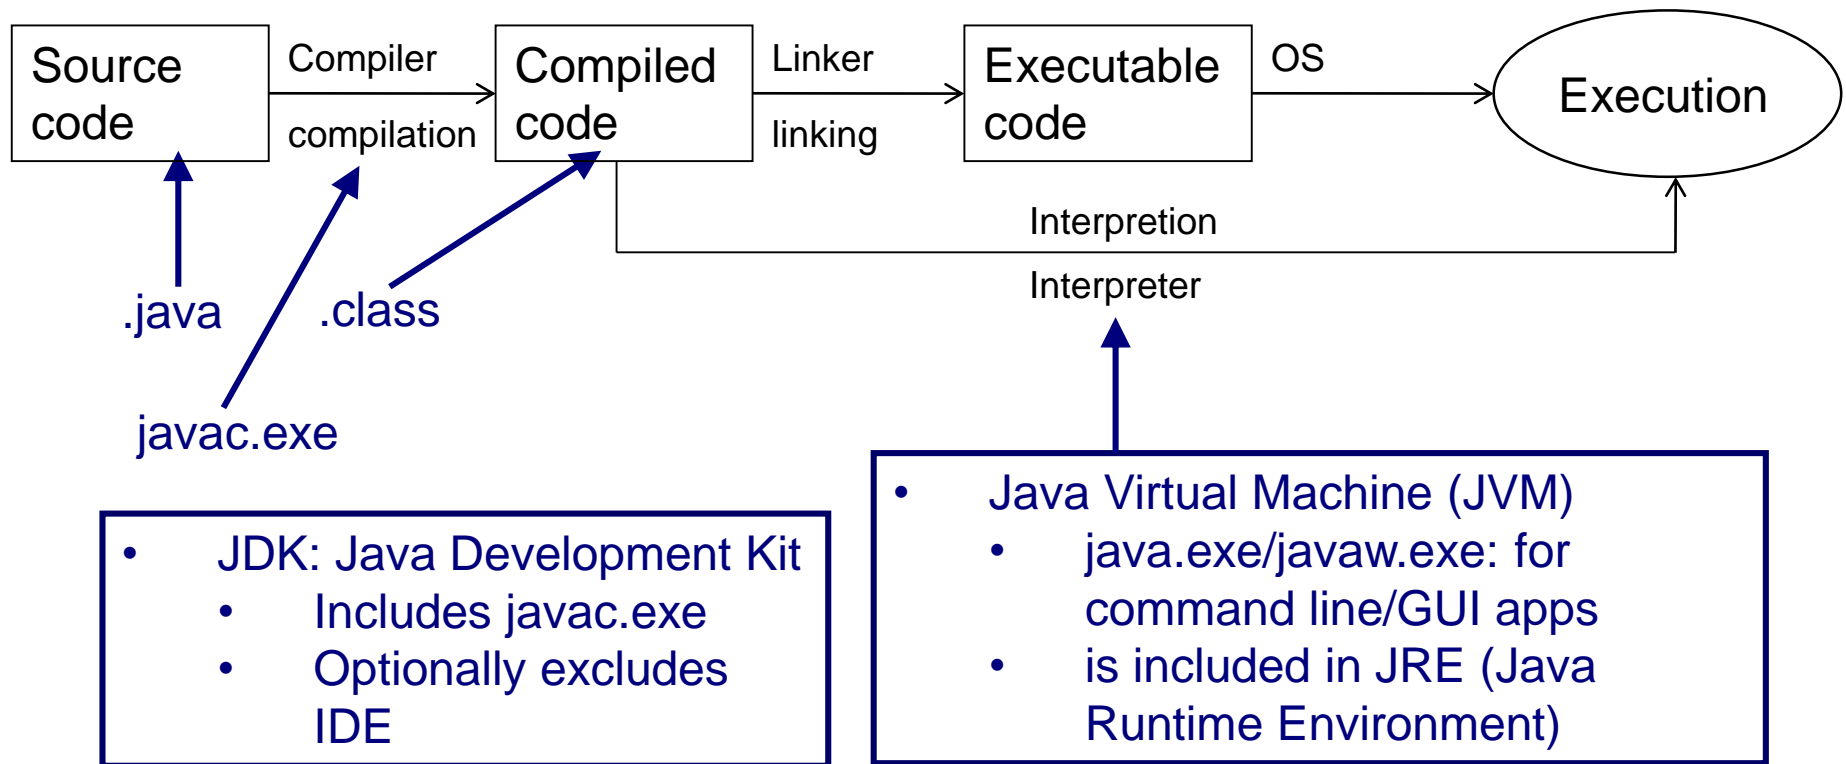 Source
code
Compiler
compilation
Compiled
code
Linker
linking
Executable
code
OS
Execution
Interpretion
Interpreter
.java
.class
javac.exe
• JDK: Java Development Kit
• Includes javac.exe
• Optionally excludes
IDE
• Java Virtual Machine (JVM)
• java.exe/javaw.exe: for
command line/GUI apps
• is included in JRE (Java
Runtime Environment)